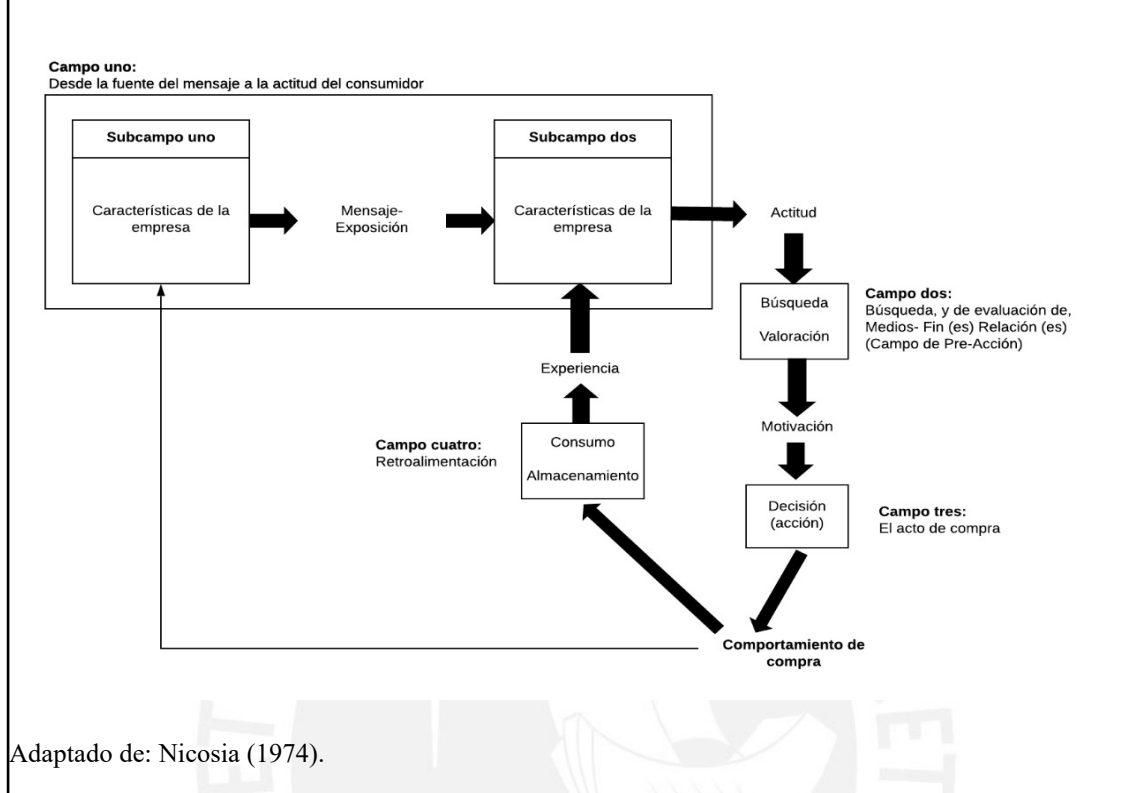 Campo uno:
Desde la fuente del mensaje a la actitud del consumidor
Subcampo uno
Características de la
empresa
Mensaje-
Exposición
Subcampo dos
Características de la
empresa
Actitud
Búsqueda
Valoración
Campo dos:
Búsqueda, y de evaluación de,
Medios- Fin (es) Relación (es)
(Campo de Pre-Acción)
Experiencia
Motivación
Campo cuatro:
Retroalimentación
Consumo
Almacenamiento
Decisión
(acción)
Campo tres:
El acto de compra
Comportamiento de
compra
Adaptado de: Nicosia (1974).